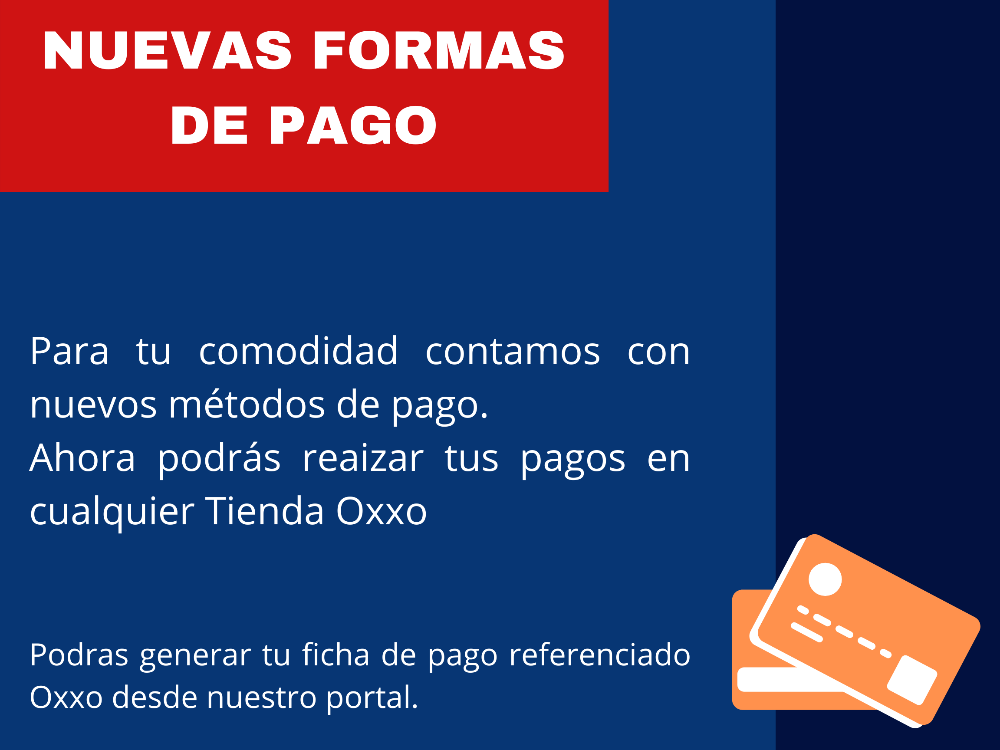 NUEVAS FORMAS
DE PAGO
Para tu comodidad contamos con
nuevos métodos de pago.
Ahora podrás reaizar tus pagos en
cualquier Tienda Oxxo
Podras generar tu ficha de pago referenciado
Oxxo desde nuestro portal.